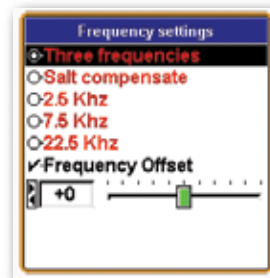 Frequency settings
Three frequencies
Salt compensate
2.5 Khz
7.5 Khz
22.5 Khz
Frequency Offset
+0